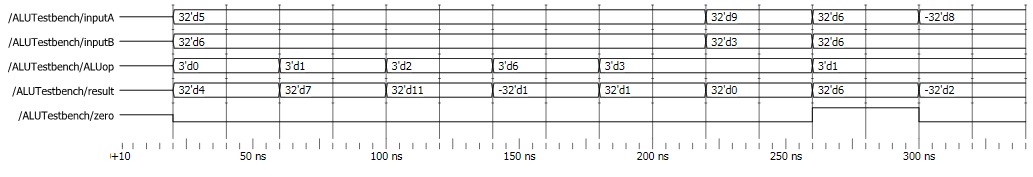 /ALUTestbench/inputA 32'd5 32'd9 32'd6 -32'd8
/ALUTestbench/inputB 32'd6 32'd3 32'd6
/ALUTestbench/ALUop 3'd0 3'd1 3'd2 3'd6 3'd3 3'd1
/ALUTestbench/result 32'd4 32'd7 32'd11 -32'd1 32'd1 32'd0 32'd6 -32'd2
/ALUTestbench/zero
50 ns 100 ns 150 ns 200 ns 250 ns 300 ns